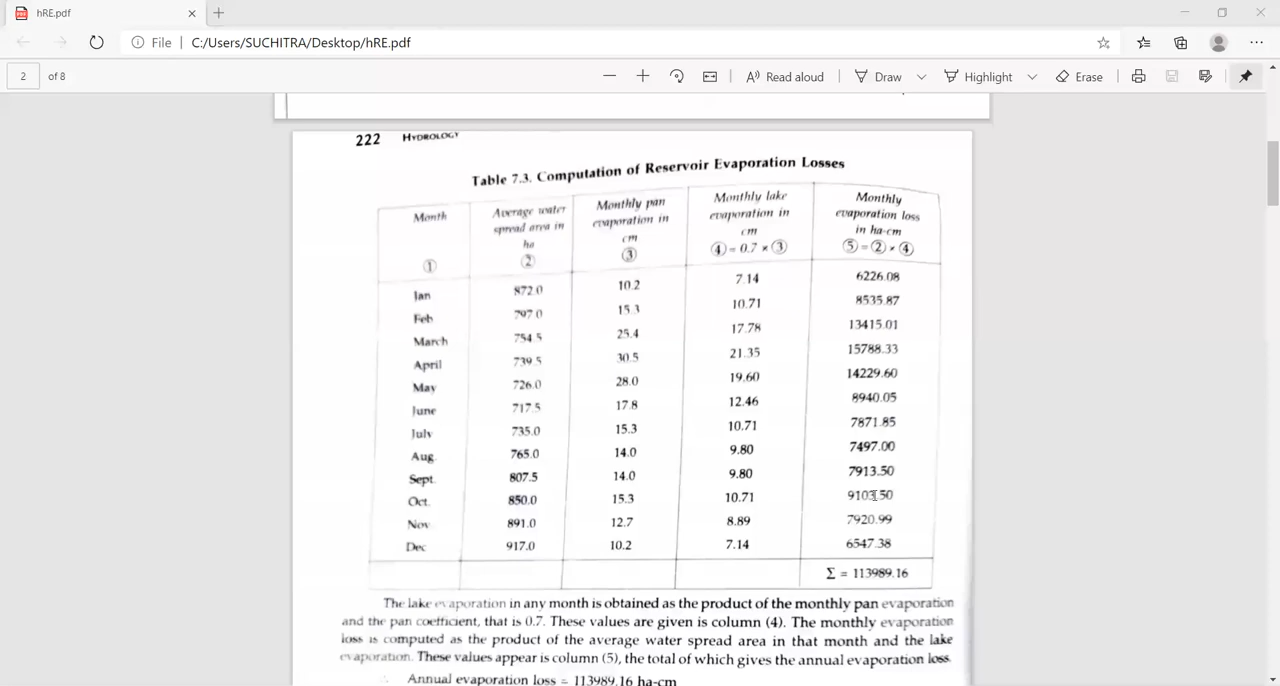 hRE.pdf
File C:/Users/SUCHITRA/Desktop/hRE.pdf
2 of 8 Read aloud Draw Highlight Erase
222 HYDROLOGY
Table 7.3. Computation of Reservoir Evaporation Losses
Month Average water Monthly pan Monthly lake Monthly
spread area in evaporation in evaporation in evaporation loss
ha cm cm in ha-cm
① ② ③ ④ = 0.7 × ③ ⑤ = ② × ④
Jan 872.0 10.2 7.14 6226.08
Feb 797.0 15.3 10.71 8535.87
March 754.5 25.4 17.78 13415.01
April 739.5 30.5 21.35 15788.33
May 726.0 28.0 19.60 14229.60
June 717.5 17.8 12.46 8940.05
July 735.0 15.3 10.71 7871.85
Aug. 765.0 14.0 9.80 7497.00
Sept. 807.5 14.0 9.80 7913.50
Oct. 850.0 15.3 10.71 9103.50
Nov 891.0 12.7 8.89 7920.99
Dec 917.0 10.2 7.14 6547.38
Σ = 113989.16
The lake evaporation in any month is obtained as the product of the monthly pan evaporation
and the pan coefficient, that is 0.7. These values are given is column (4). The monthly evaporation
loss is computed as the product of the average water spread area in that month and the lake
evaporation. These values appear is column (5), the total of which gives the annual evaporation loss.
∴ Annual evaporation loss = 113989.16 ha-cm